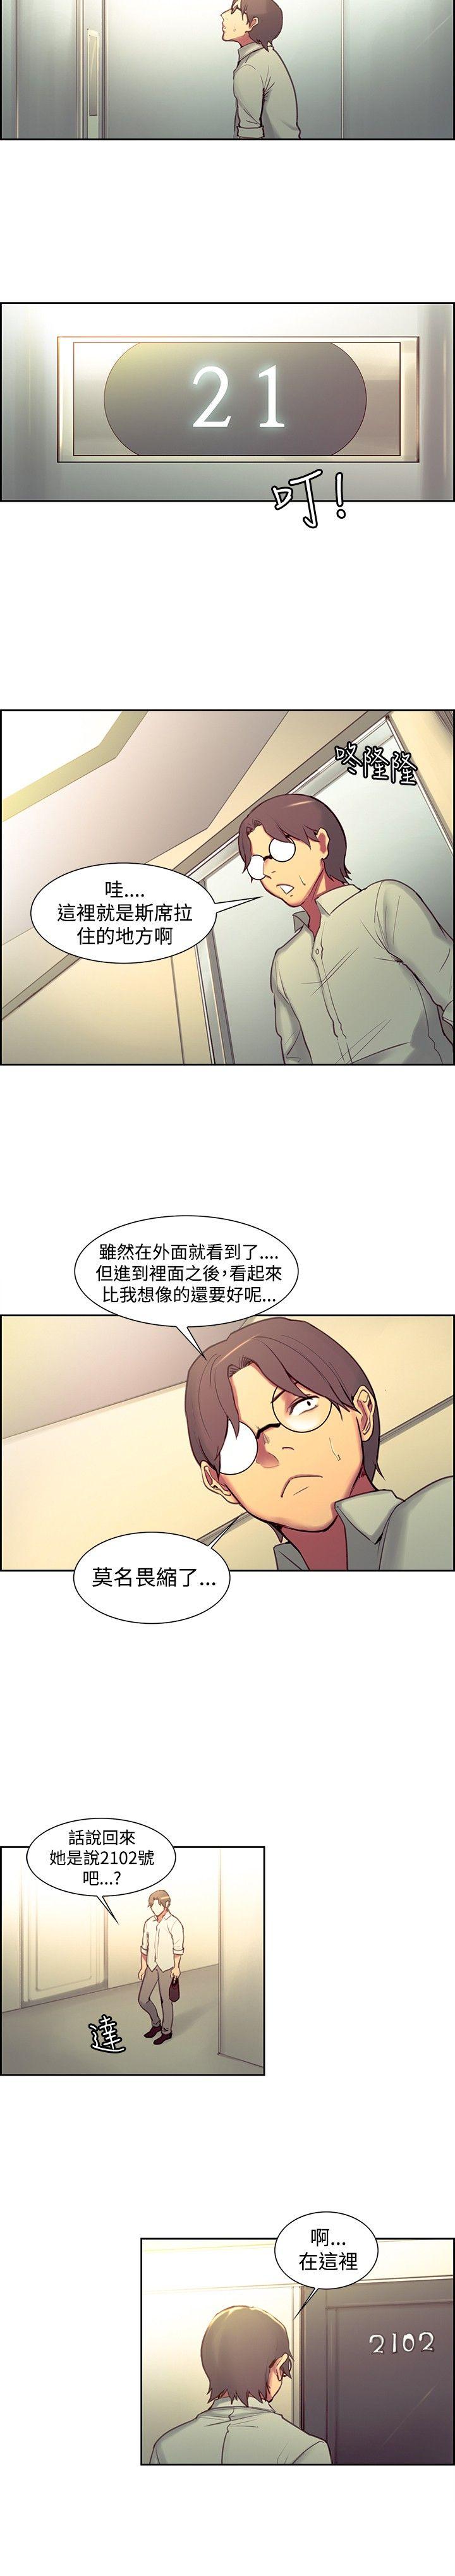 21
叮!
咚隆隆
哇....
這裡就是斯席拉
住的地方啊
雖然在外面就看到了....
但進到裡面之後,看起來
比我想像的還要好呢...
莫名畏縮了...
話說回來
她是說2102號
吧...?
達
啊...
在這裡
2102